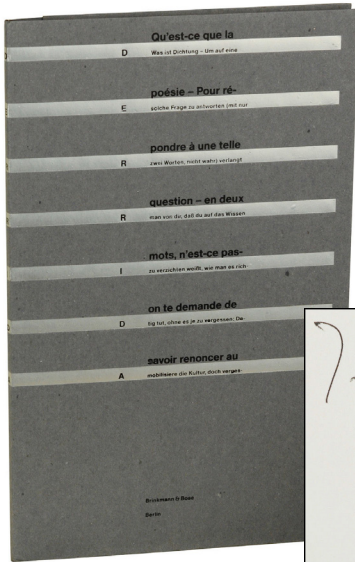 Qu'est-ce que la
D Was ist Dichtung – Um auf eine
poésie – Pour ré-
E solche Frage zu antworten (mit nur
pondre à une telle
R zwei Worten, nicht wahr) verlangt
question – en deux
R man von dir, daß du auf das Wissen
mots, n'est-ce pas-
I zu verzichten weißt, wie man es rich-
on te demande de
D tig tut, ohne es je zu vergessen: De-
savoir renoncer au
A mobilisiere die Kultur, doch verges-
Brinkmann & Bose
Berlin